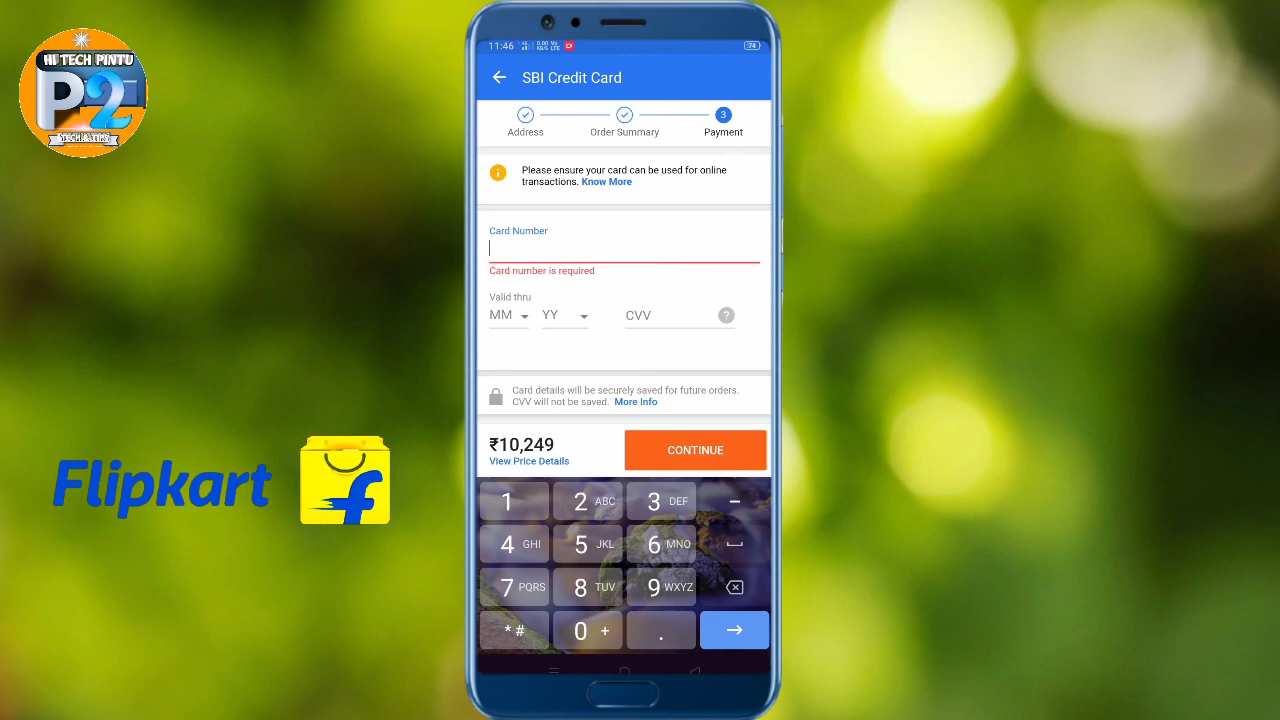 HI TECH PINTU
P2
TECH & TIPS
11:46
74
SBI Credit Card
3
Address
Order Summary
Payment
Please ensure your card can be used for online
transactions. Know More
Card Number
Card number is required
Valid thru
MM
YY
CVV
?
Card details will be securely saved for future orders.
CVV will not be saved. More Info
₹10,249
CONTINUE
View Price Details
Flipkart
f
1
2 ABC
3 DEF
-
4 GHI
5 JKL
6 MNO
7 PQRS
8 TUV
9 WXYZ
* #
0 +
.